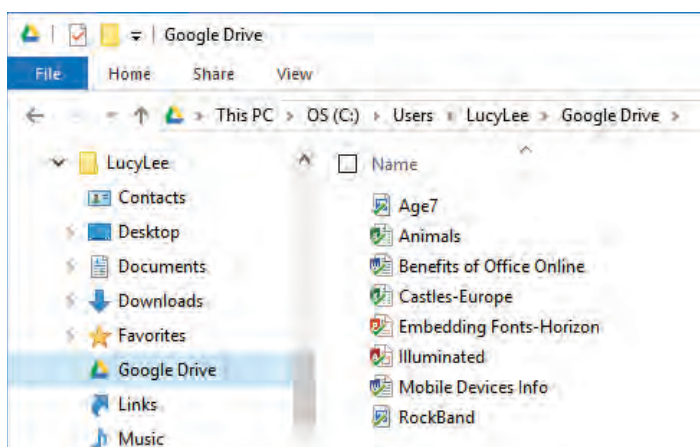 Google Drive
File Home Share View
This PC > OS (C:) > Users > LucyLee > Google Drive >
LucyLee
Contacts
Desktop
Documents
Downloads
Favorites
Google Drive
Links
Music
Name
Age7
Animals
Benefits of Office Online
Castles-Europe
Embedding Fonts-Horizon
Illuminated
Mobile Devices Info
RockBand